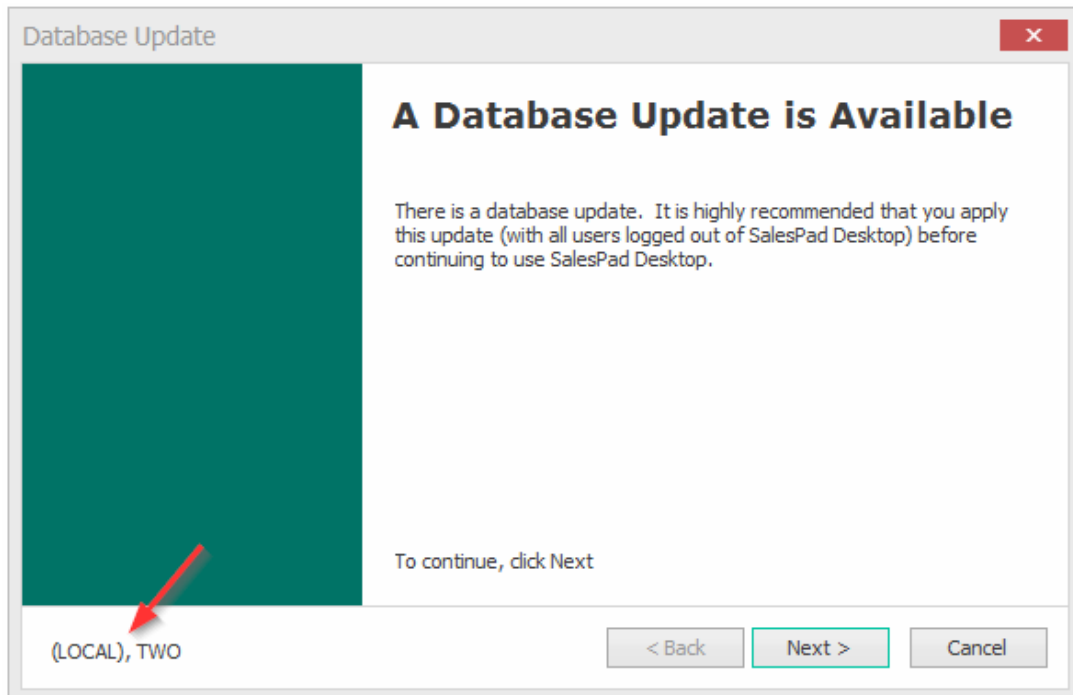 Database Update
A Database Update is Available
There is a database update.  It is highly recommended that you apply
this update (with all users logged out of SalesPad Desktop) before
continuing to use SalesPad Desktop.
To continue, click Next
(LOCAL), TWO
< Back
Next >
Cancel